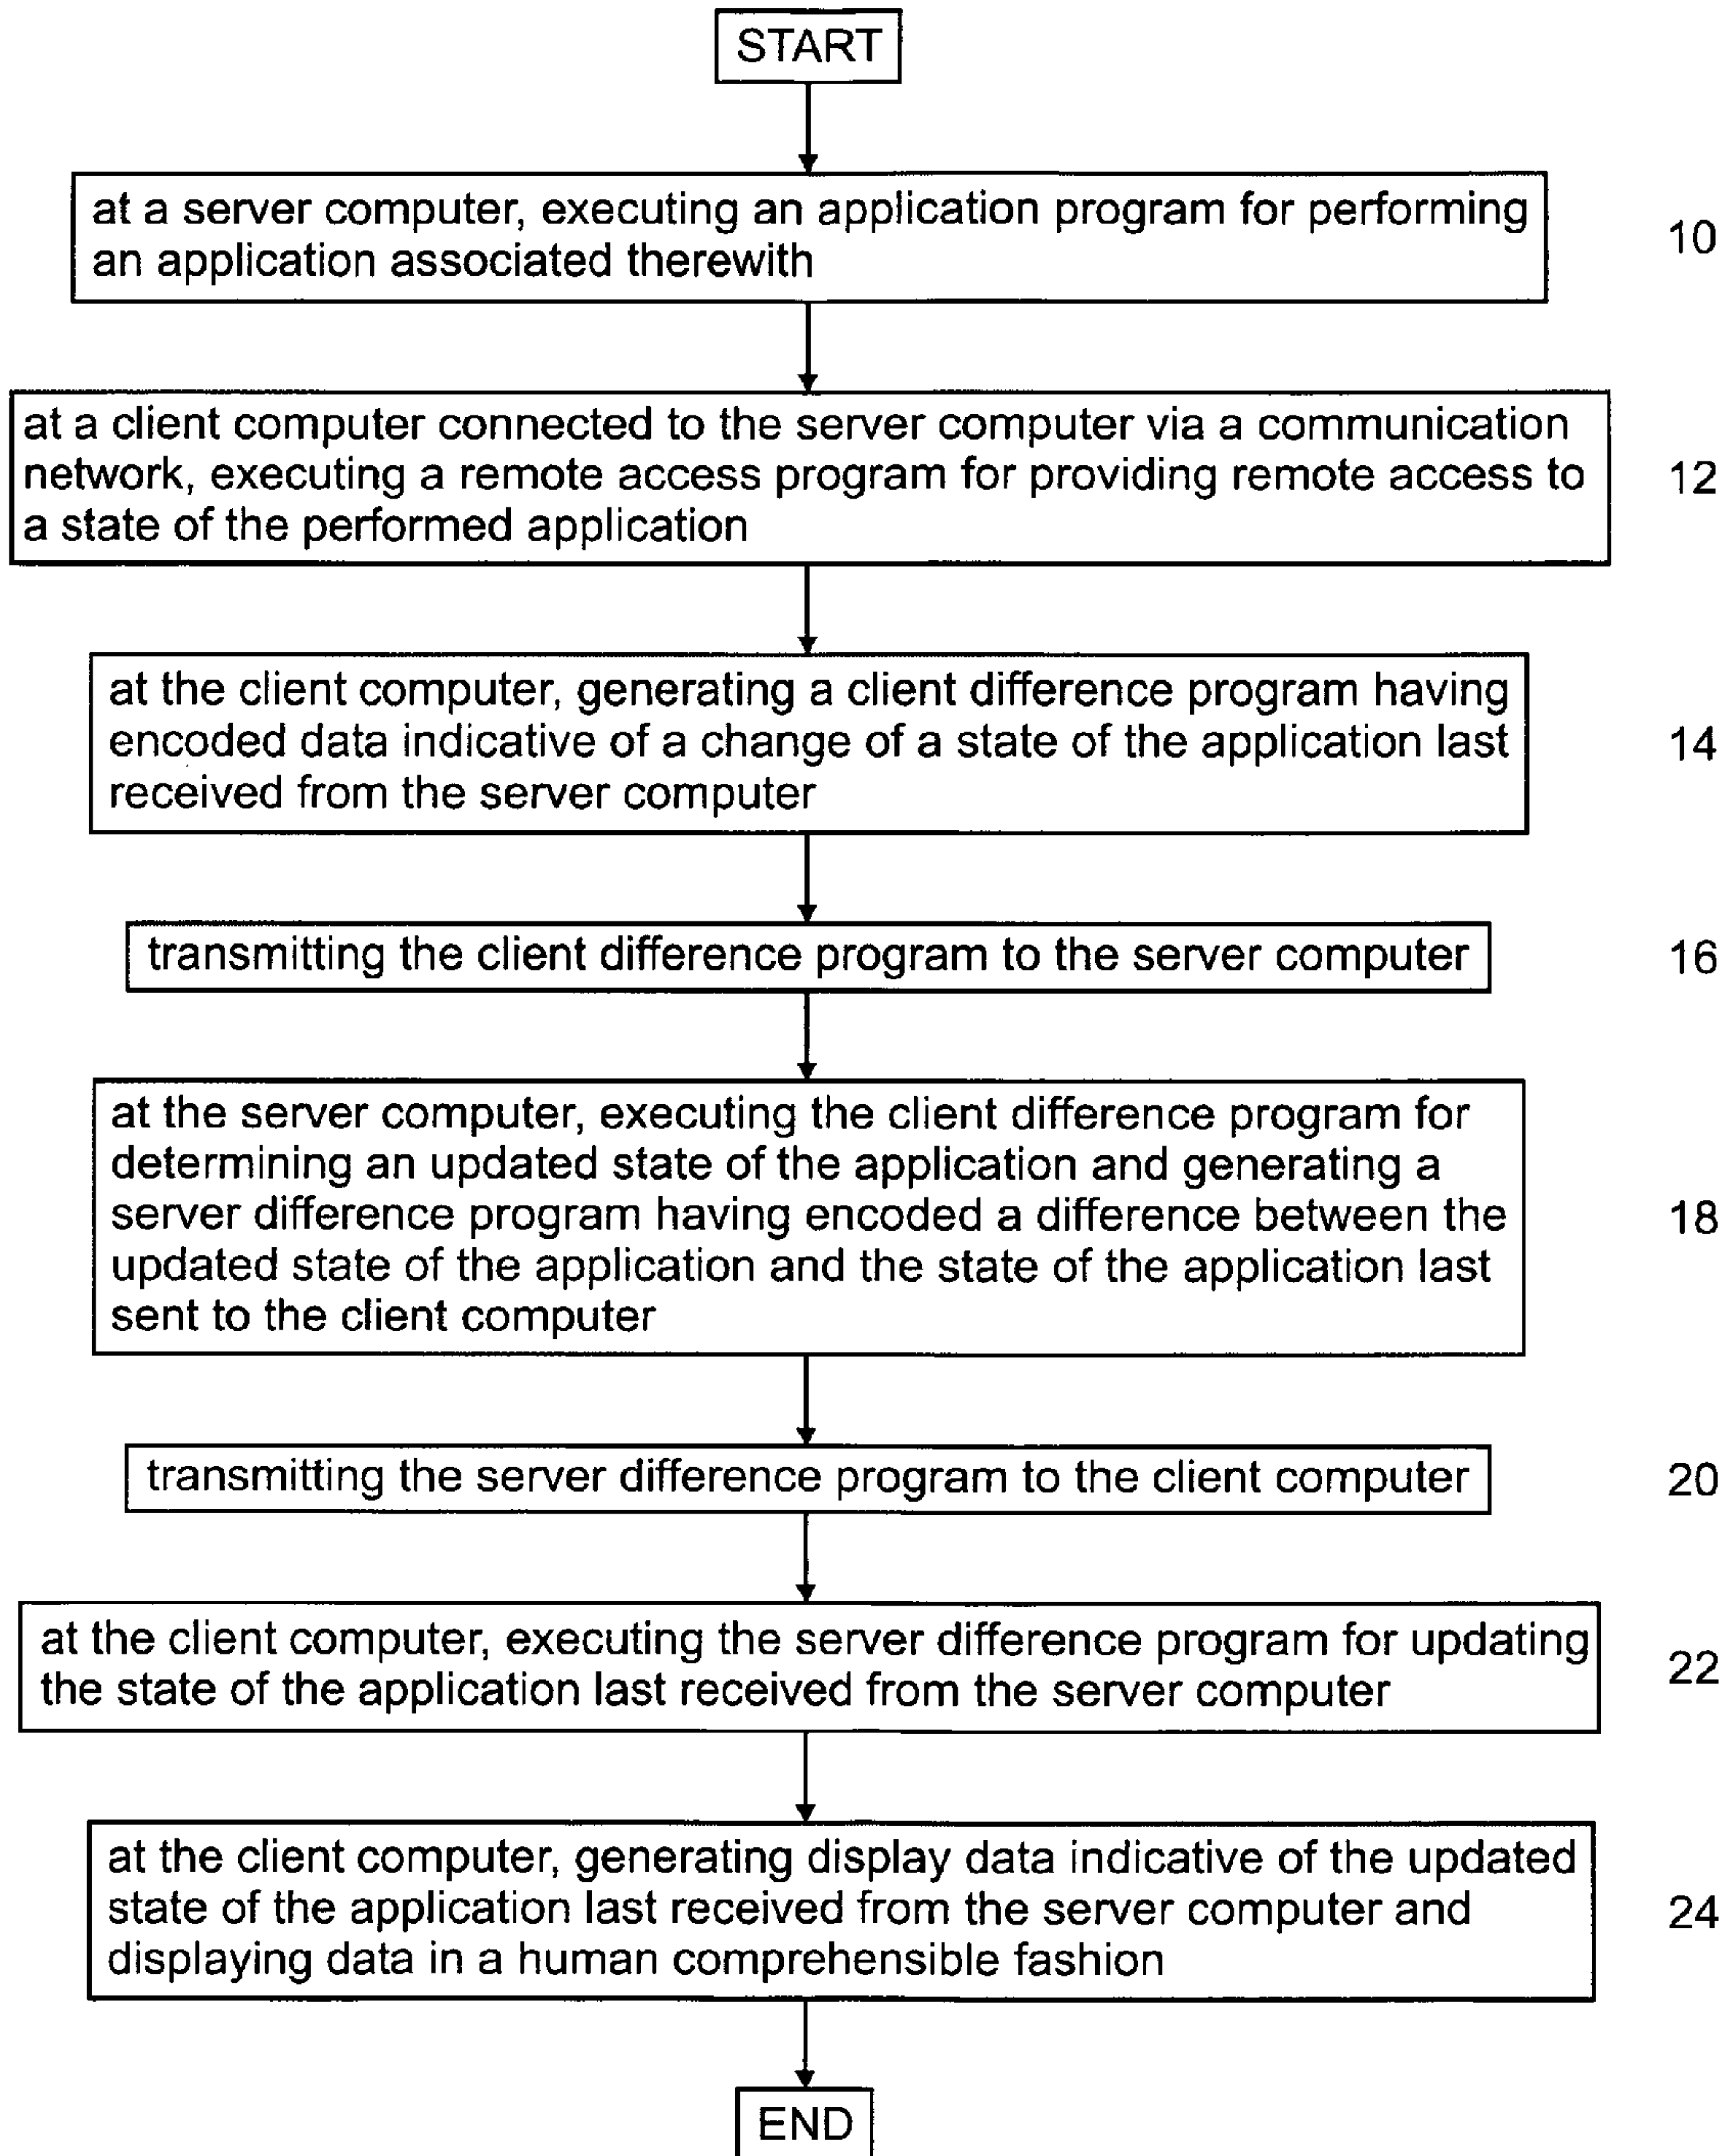 START
at a server computer, executing an application program for performing
an application associated therewith
10
at a client computer connected to the server computer via a communication
network, executing a remote access program for providing remote access to
a state of the performed application
12
at the client computer, generating a client difference program having
encoded data indicative of a change of a state of the application last
received from the server computer
14
transmitting the client difference program to the server computer
16
at the server computer, executing the client difference program for
determining an updated state of the application and generating a
server difference program having encoded a difference between the
updated state of the application and the state of the application last
sent to the client computer
18
transmitting the server difference program to the client computer
20
at the client computer, executing the server difference program for updating
the state of the application last received from the server computer
22
at the client computer, generating display data indicative of the updated
state of the application last received from the server computer and
displaying data in a human comprehensible fashion
24
END